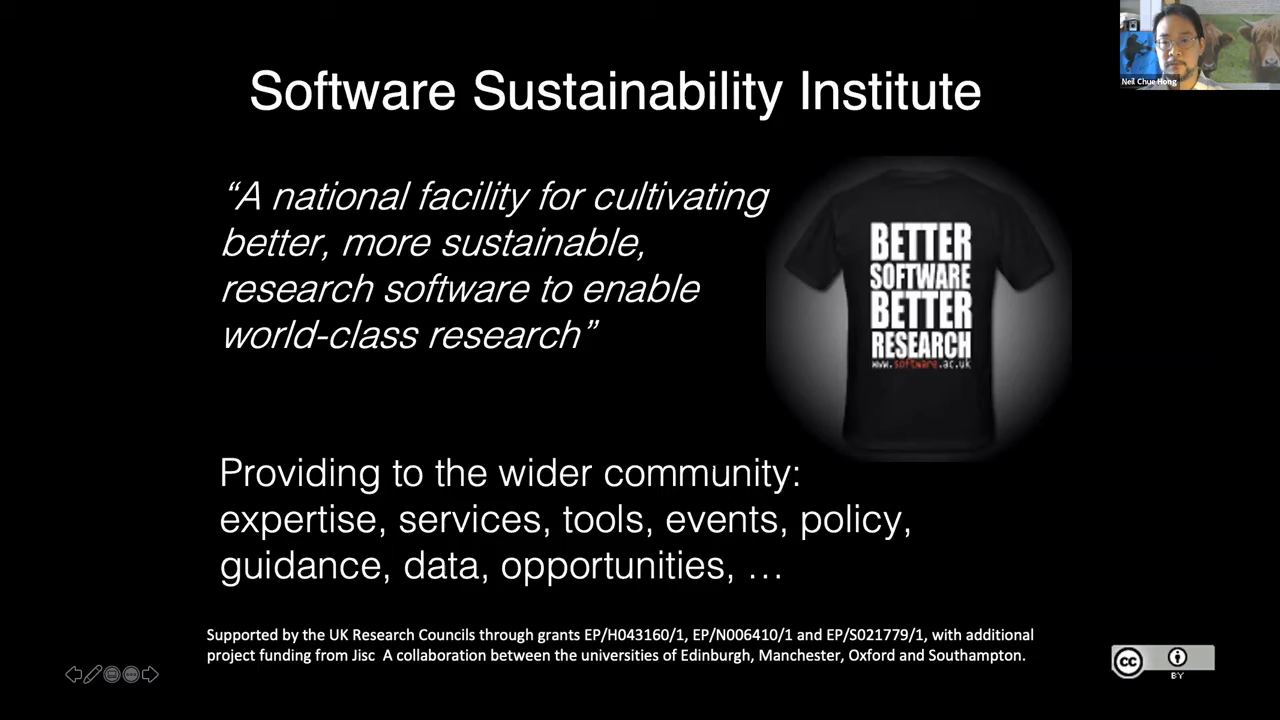 Neil Chue Hong
Software Sustainability Institute
“A national facility for cultivating
better, more sustainable,
research software to enable
world-class research”
BETTER
SOFTWARE
BETTER
RESEARCH
www.software.ac.uk
Providing to the wider community:
expertise, services, tools, events, policy,
guidance, data, opportunities, …
Supported by the UK Research Councils through grants EP/H043160/1, EP/N006410/1 and EP/S021779/1, with additional
project funding from Jisc A collaboration between the universities of Edinburgh, Manchester, Oxford and Southampton.
cc
BY